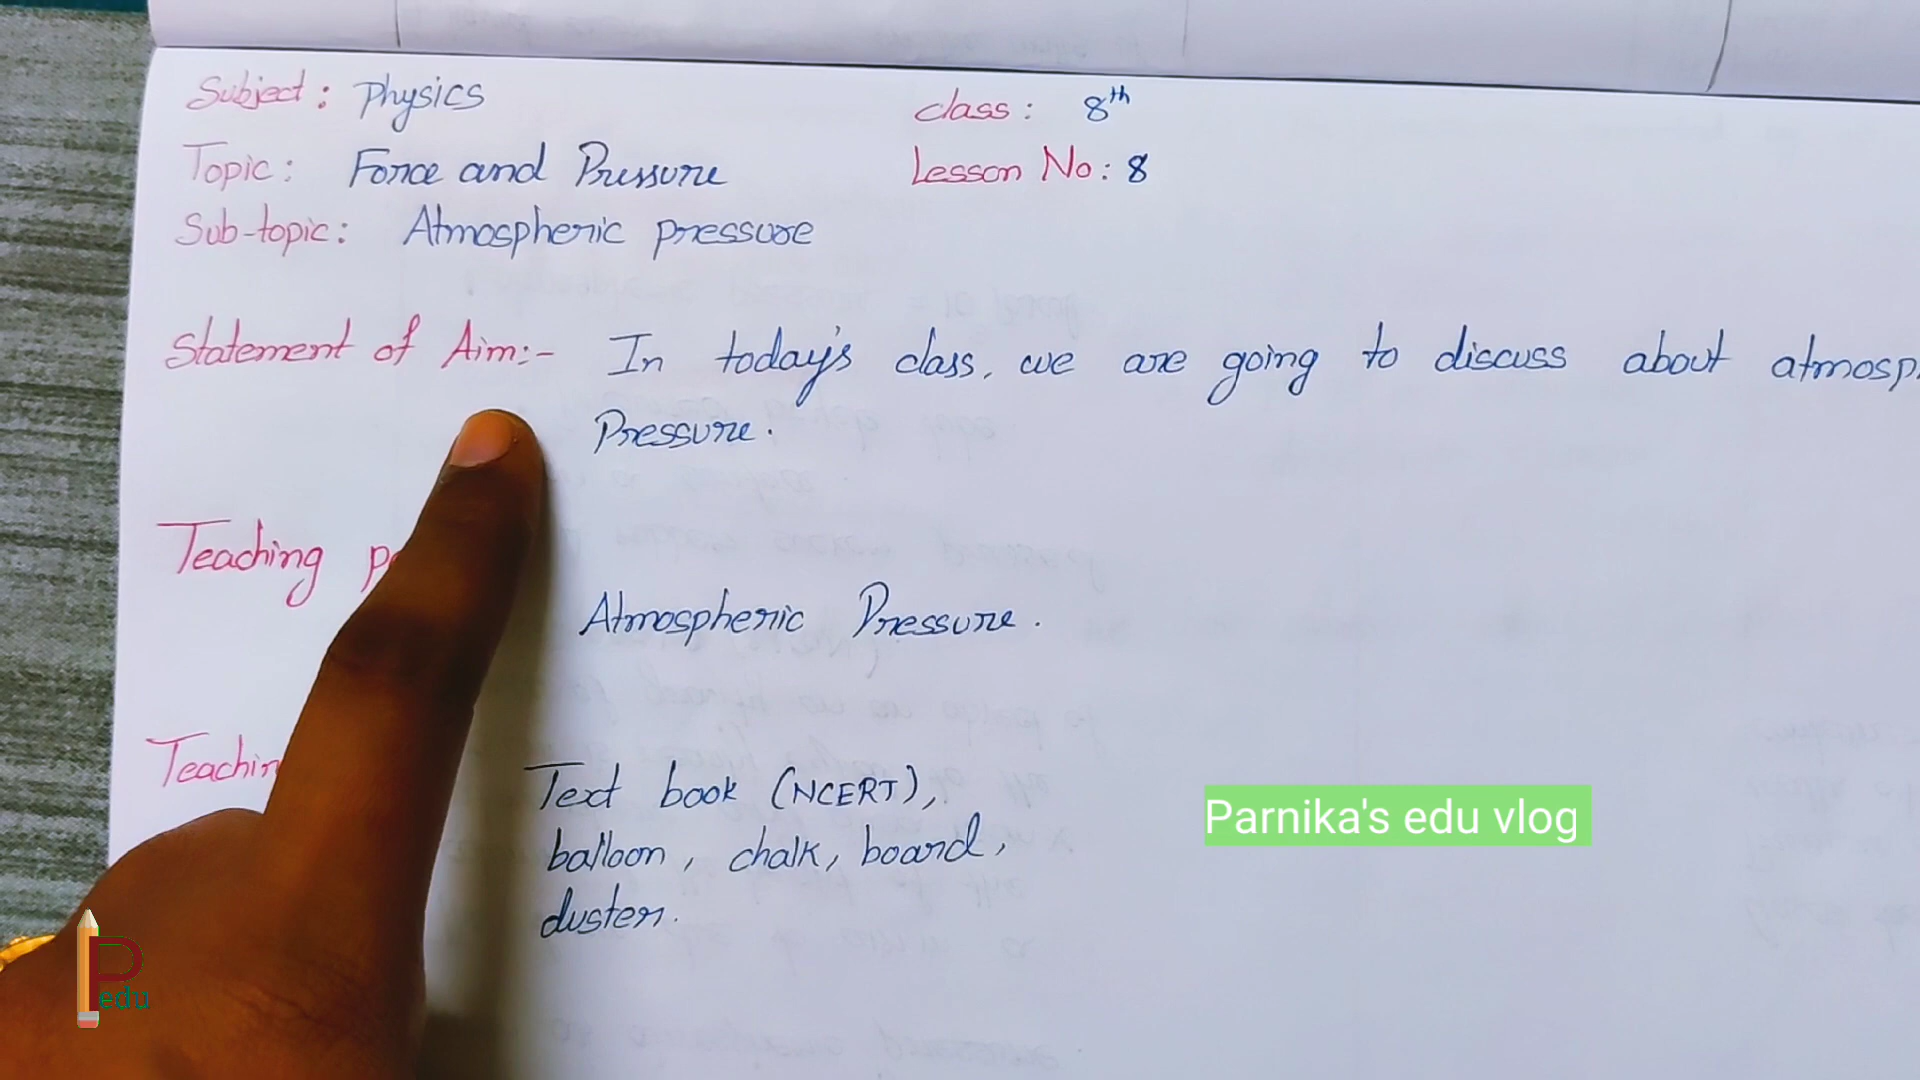 Subject: Physics
class: 8th
Topic: Force and Pressure
Lesson No: 8
Sub-topic: Atmospheric pressure
Statement of Aim:- In today's class, we are going to discuss about
Pressure.
Teaching
Atmospheric Pressure.
Text book (NCERT),
balloon, chalk, board,
duster.
Parnika's edu vlog
P
edu